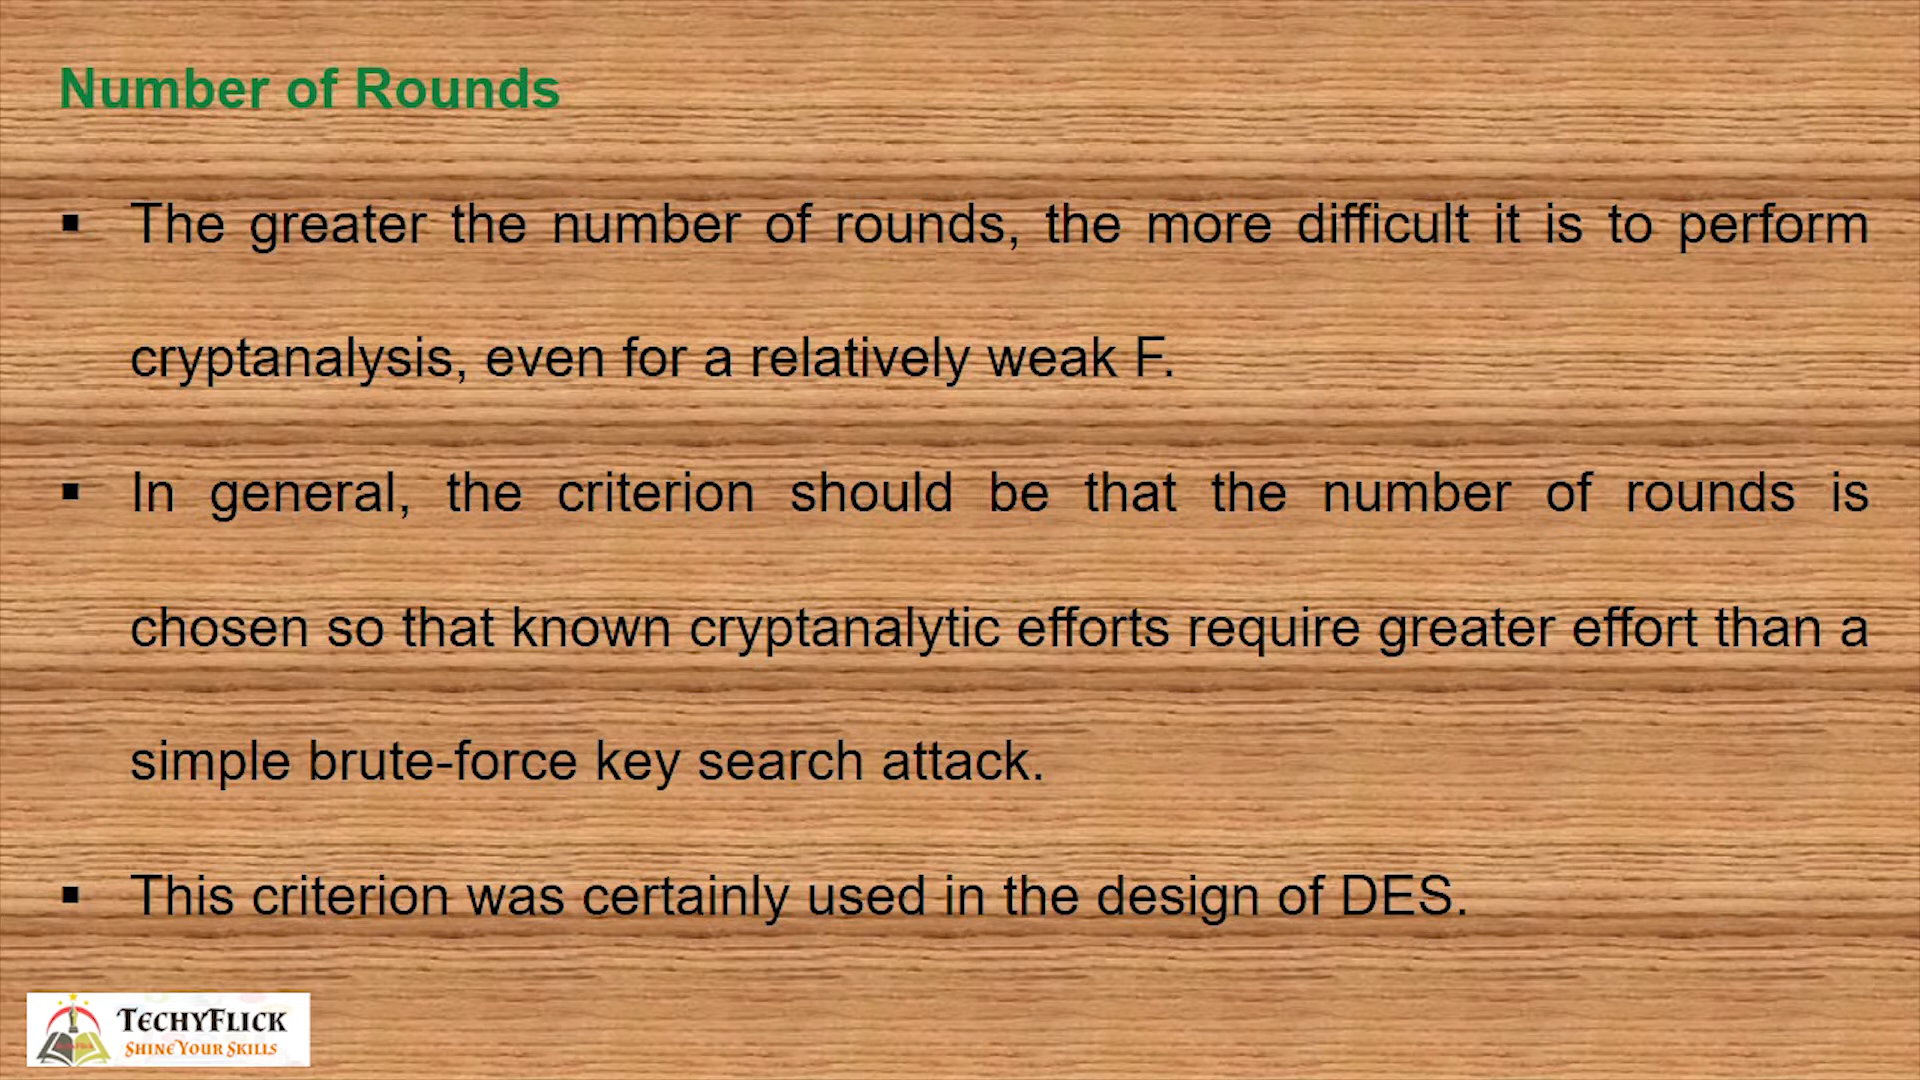 Number of Rounds
▪ The greater the number of rounds, the more difficult it is to perform
cryptanalysis, even for a relatively weak F.
▪ In general, the criterion should be that the number of rounds is
chosen so that known cryptanalytic efforts require greater effort than a
simple brute-force key search attack.
▪ This criterion was certainly used in the design of DES.
TECHYFLICK
SHINE YOUR SKILLS